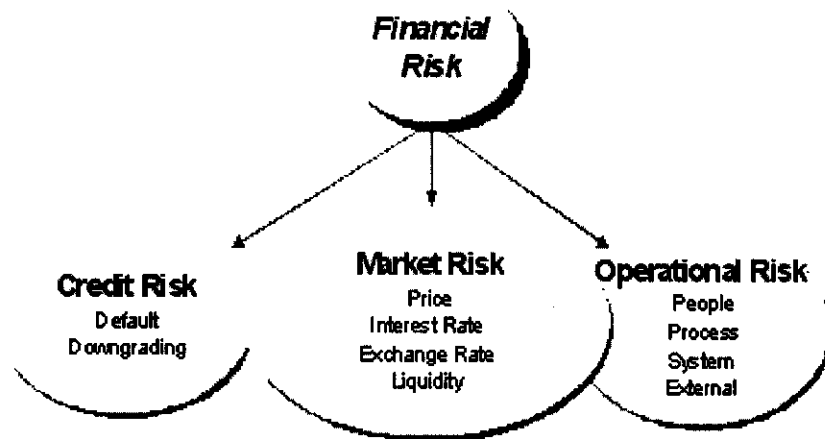 Financial
Risk
Credit Risk
Default
Downgrading
Market Risk
Price
Interest Rate
Exchange Rate
Liquidity
Operational Risk
People
Process
System
External